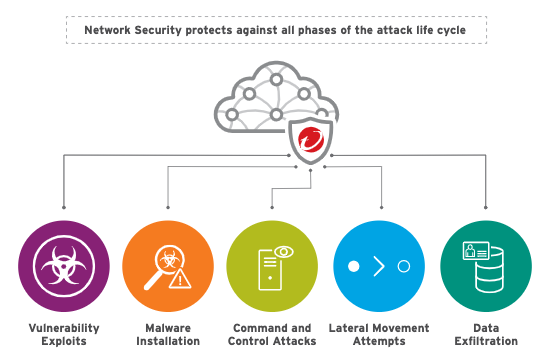 Network Security protects against all phases of the attack life cycle
Vulnerability
Exploits
Malware
Installation
Command and
Control Attacks
Lateral Movement
Attempts
Data
Exfiltration